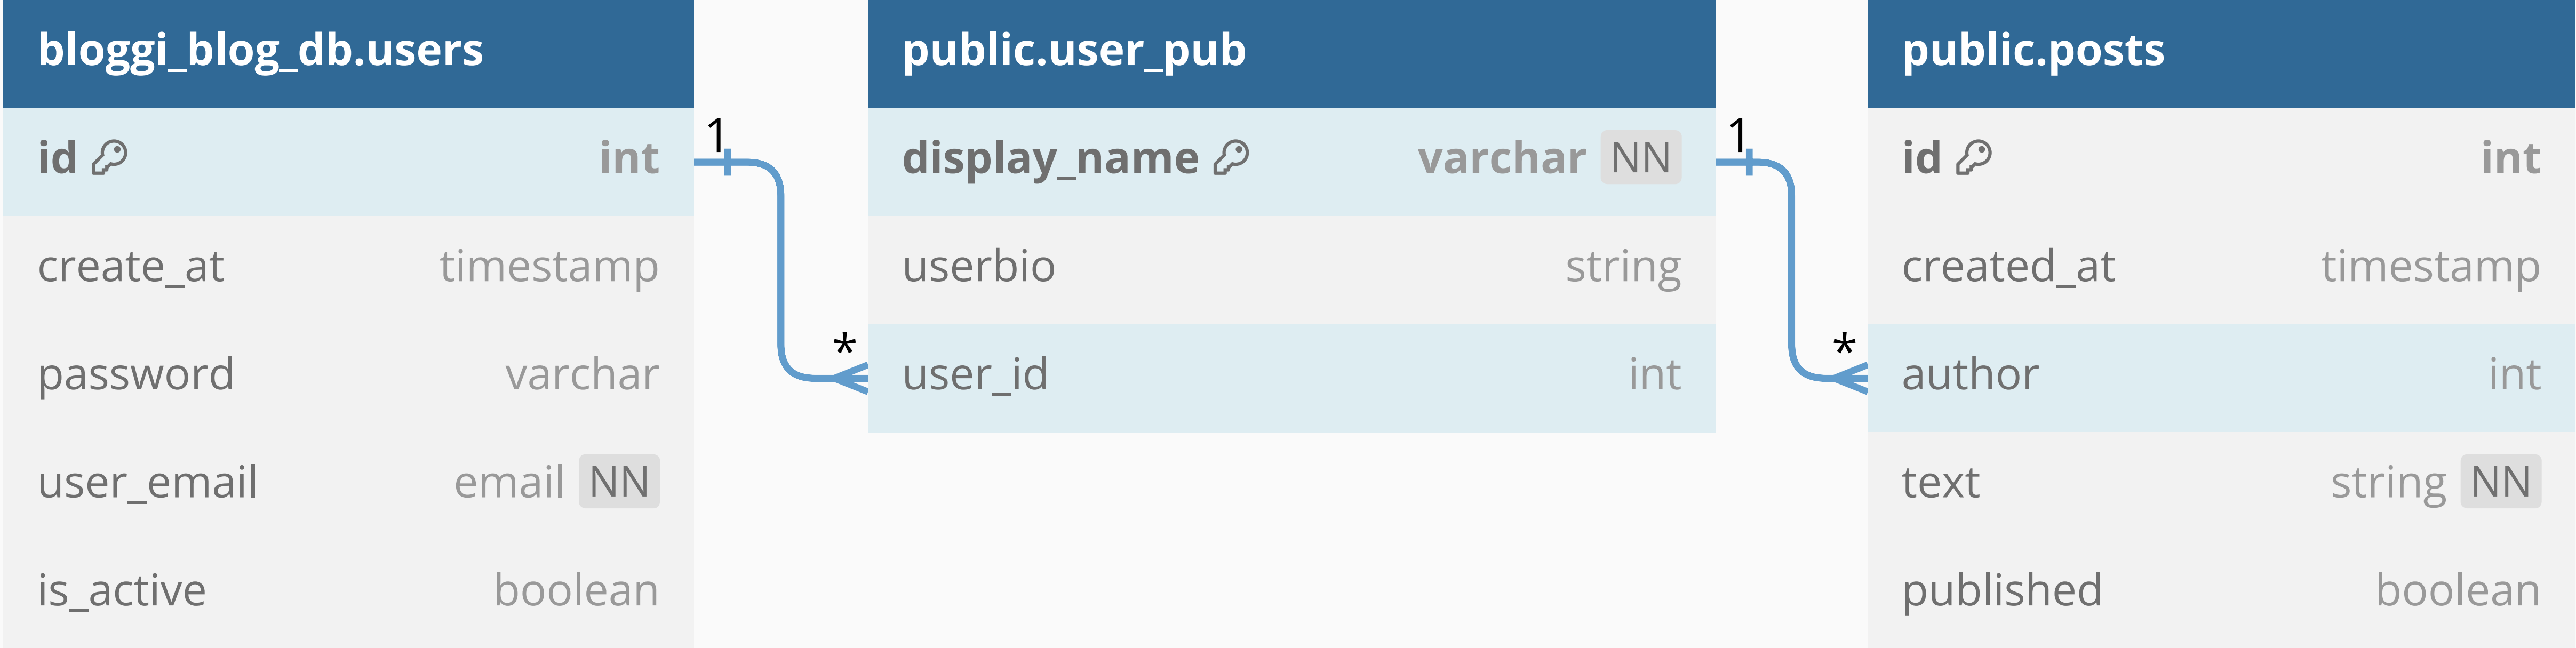 bloggi_blog_db.users
id int
create_at timestamp
password varchar
user_email email NN
is_active boolean
1
*
public.user_pub
display_name varchar NN
userbio string
user_id int
1
*
public.posts
id int
created_at timestamp
author int
text string NN
published boolean